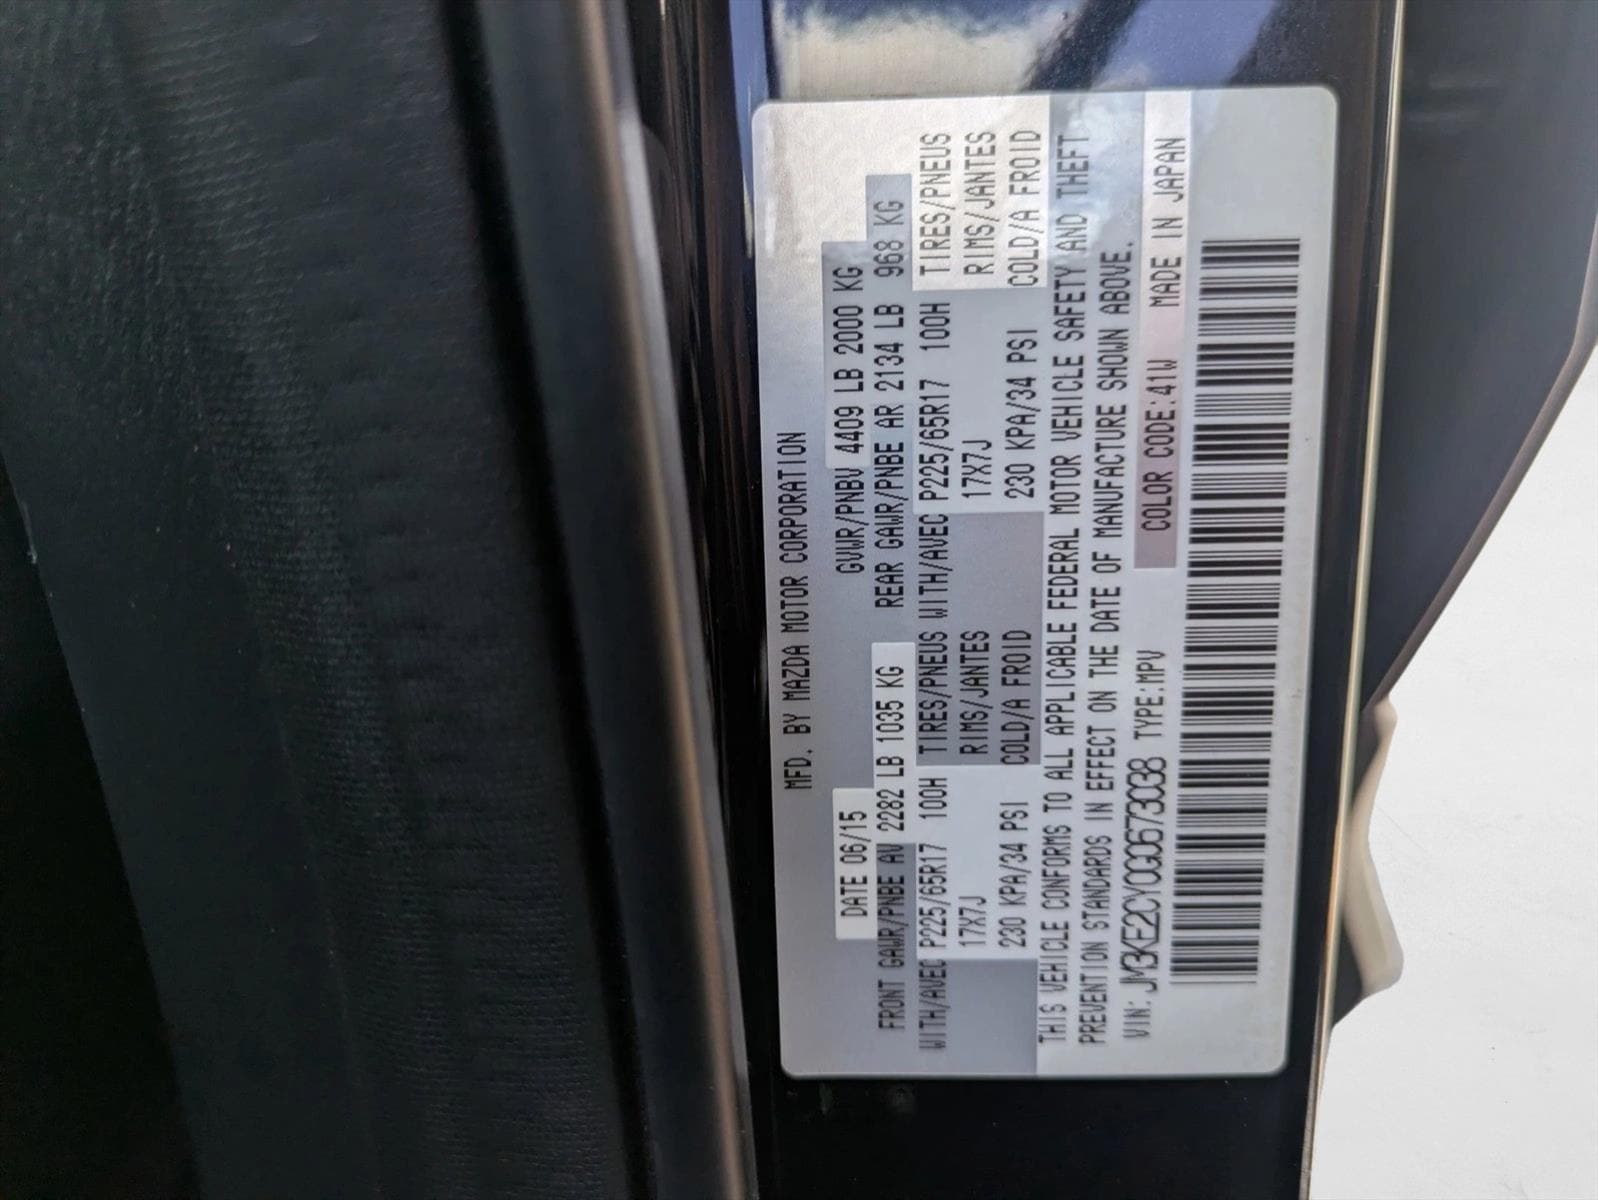 MFD. BY MAZDA MOTOR CORPORATION
DATE 06/15 GVWR/PNBV 4409 LB 2000 KG
FRONT GAWR/PNBE AV 2282 LB 1035 KG REAR GAWR/PNBE AR 2134 LB 968 KG
WITH/AVEC P225/65R17 100H TIRES/PNEUS WITH/AVEC P225/65R17 100H TIRES/PNEUS
17X7J RIMS/JANTES 17X7J RIMS/JANTES
230 KPA/34 PSI COLD/A FROID 230 KPA/34 PSI COLD/A FROID
THIS VEHICLE CONFORMS TO ALL APPLICABLE FEDERAL MOTOR VEHICLE SAFETY AND THEFT
PREVENTION STANDARDS IN EFFECT ON THE DATE OF MANUFACTURE SHOWN ABOVE.
VIN: JM3KE2CY0G0673038 TYPE:MPV COLOR CODE:41W MADE IN JAPAN